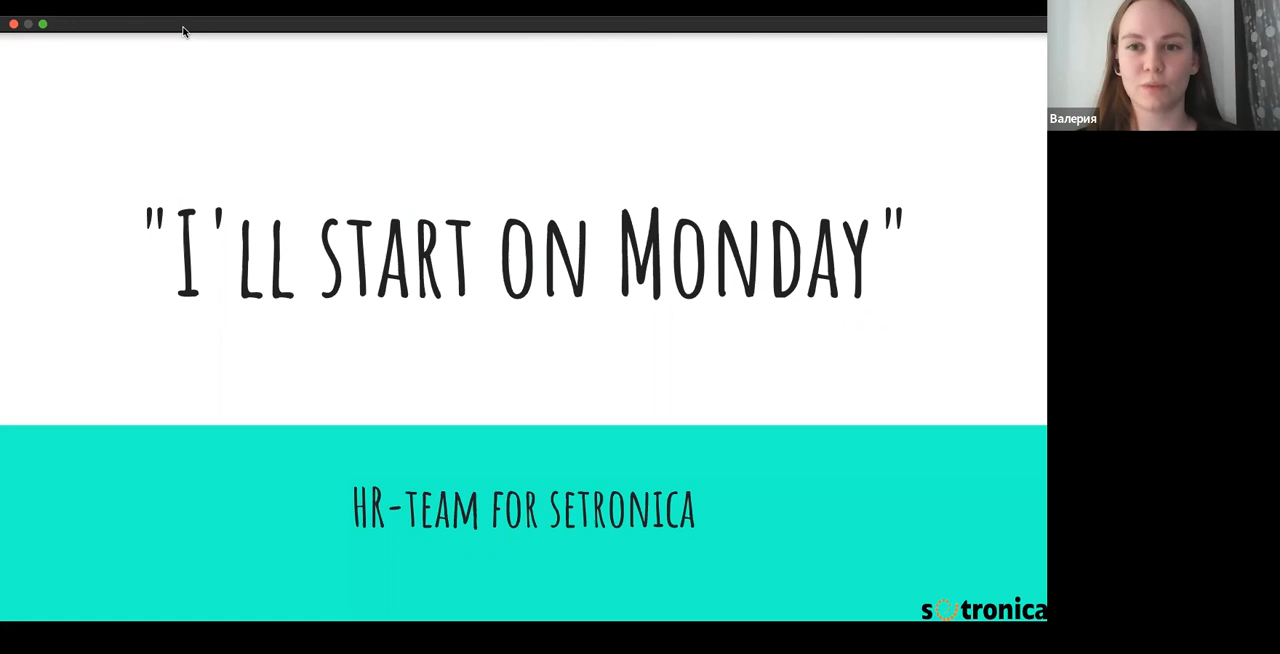 "I'll start on Monday"
HR-team for setronica
setronica
Валерия